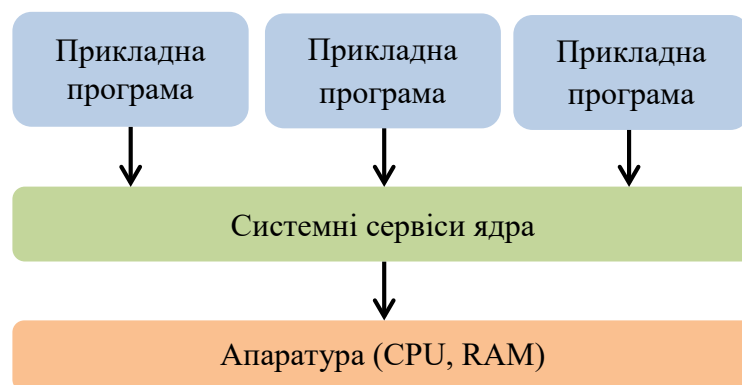 Прикладна
програма
Прикладна
програма
Прикладна
програма
Системні сервіси ядра
Апаратура (CPU, RAM)